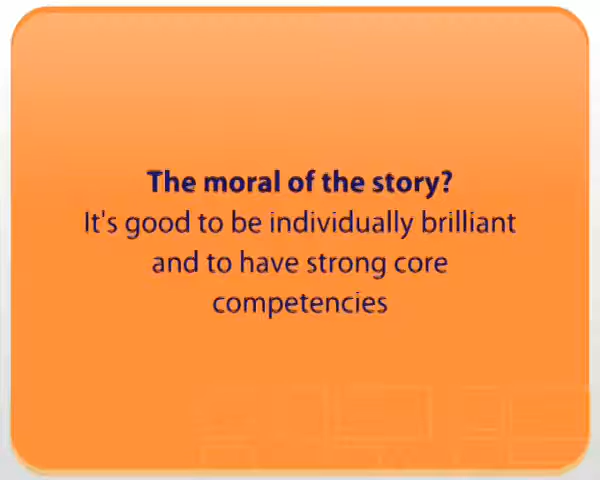 The moral of the story?
It's good to be individually brilliant
and to have strong core
competencies